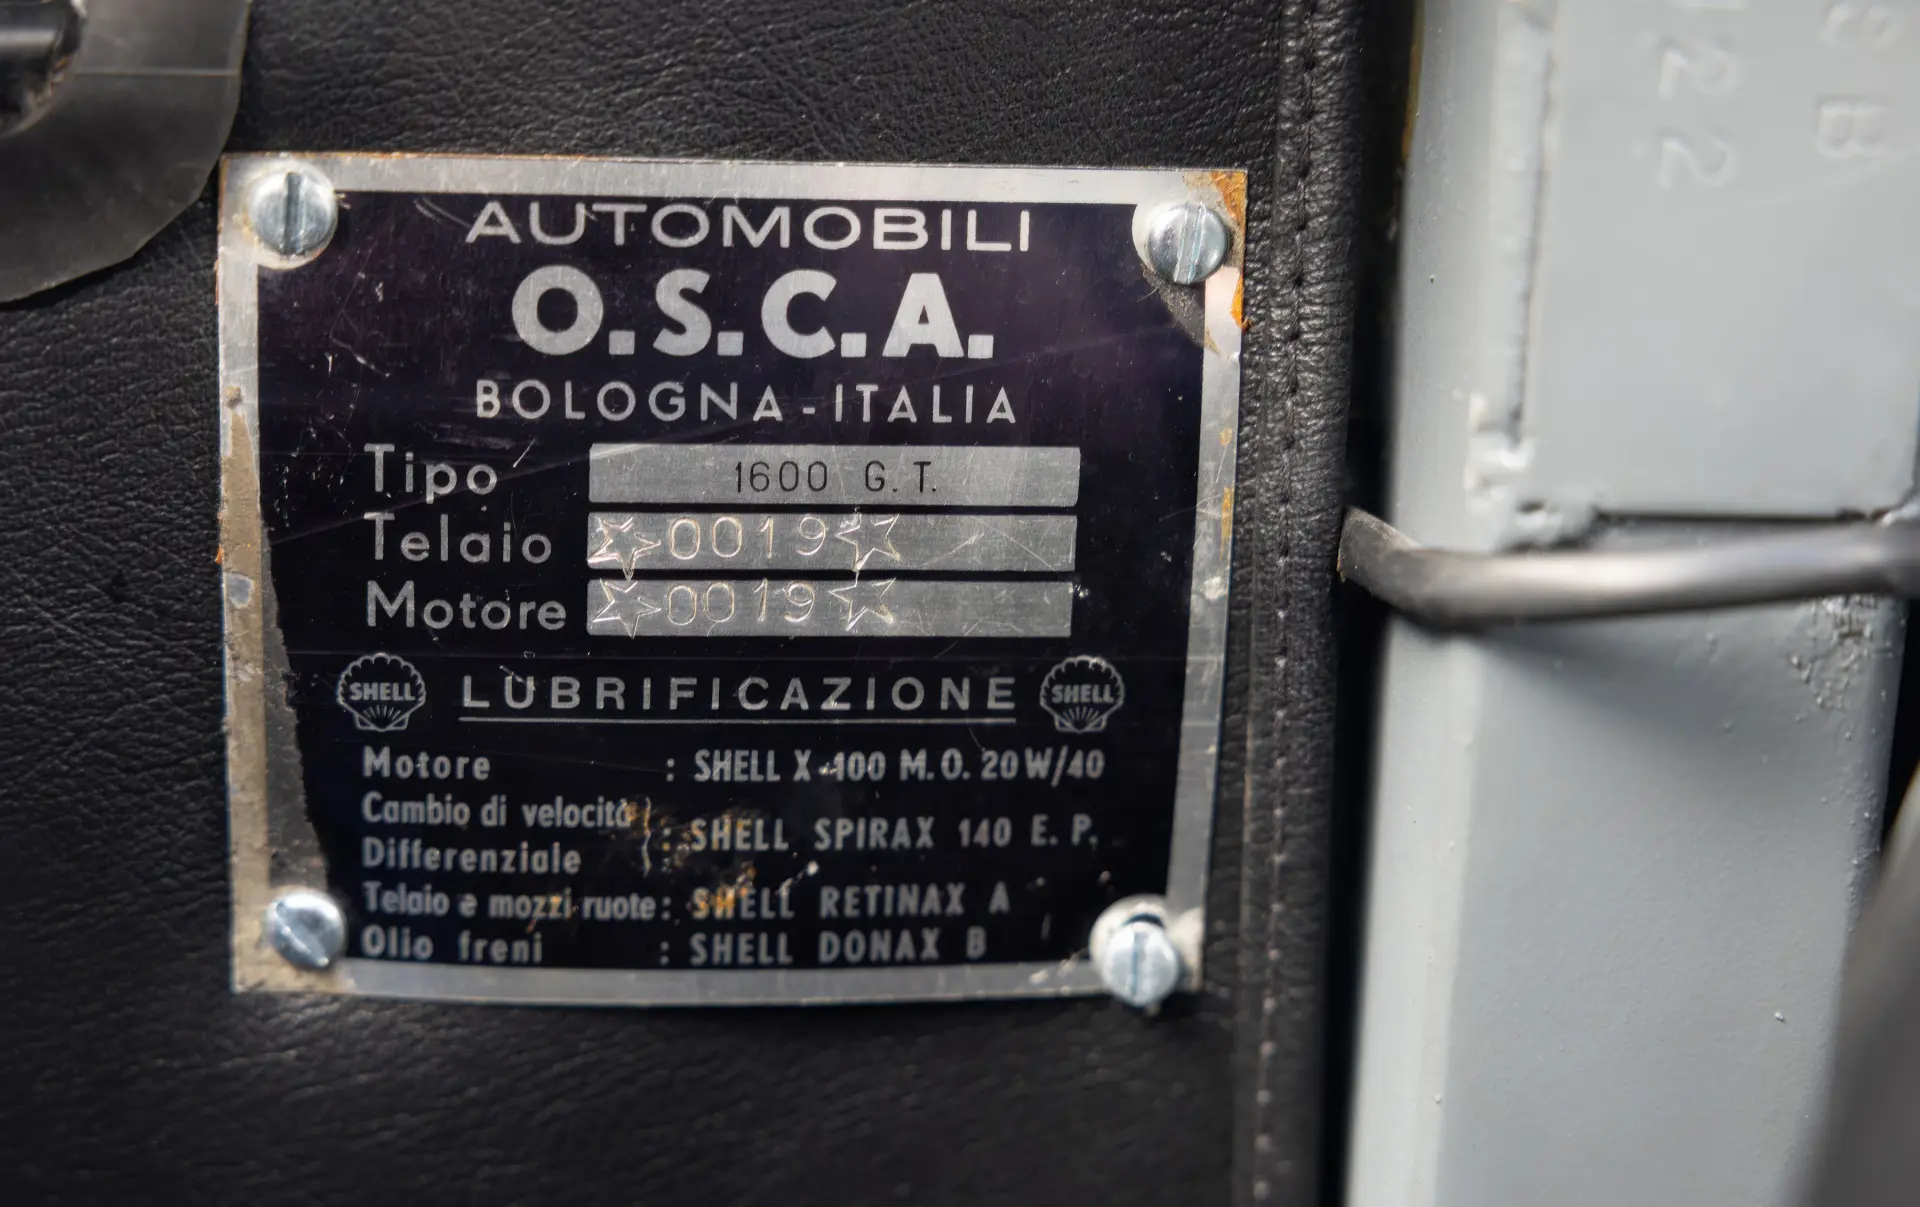 AUTOMOBILI
O.S.C.A.
BOLOGNA-ITALIA
Tipo 1600 G.T.
Telaio ☆0019☆
Motore ☆0019☆
SHELL LUBRIFICAZIONE SHELL
Motore : SHELL X-100 M.O. 20W/40
Cambio di velocità
Differenziale } : SHELL SPIRAX 140 E.P.
Telaio e mozzi ruote: SHELL RETINAX A
Olio freni : SHELL DONAX B